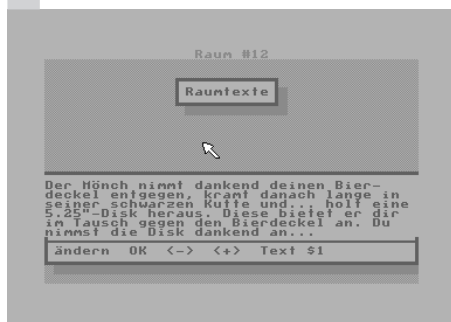 Raum #12
Raumtexte
Der Mönch nimmt dankend deinen Bier-
deckel entgegen, kramt danach lange in
seiner schwarzen Kutte und... holt eine
5.25"-Disk heraus. Diese bietet er dir
im Tausch gegen den Bierdeckel an. Du
nimmst die Disk dankend an...
ändern OK <-> <+> Text $1